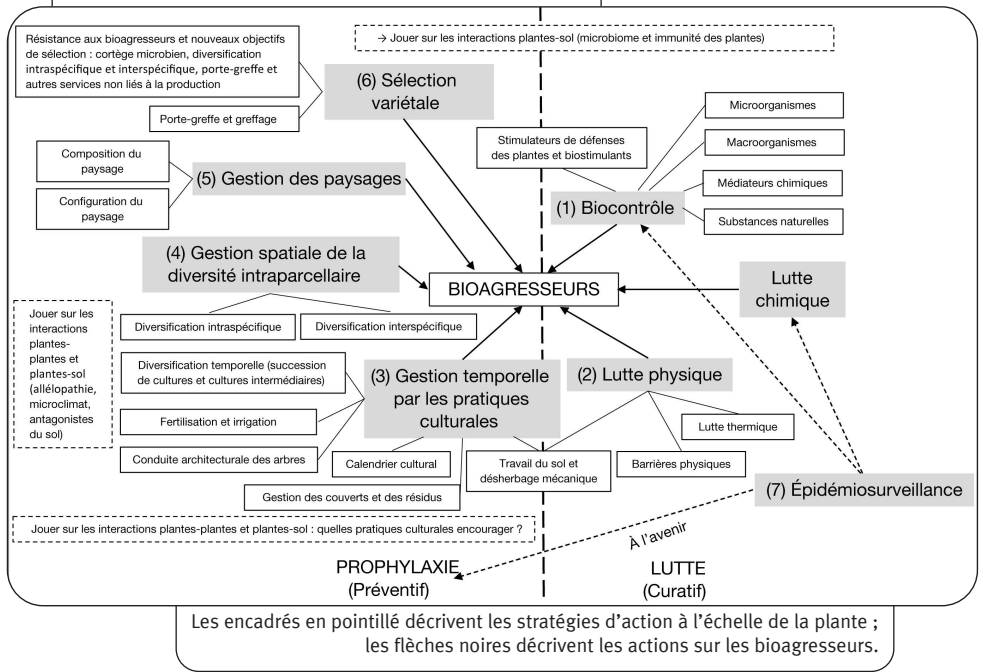 Résistance aux bioagresseurs et nouveaux objectifs
de sélection : cortège microbien, diversification
intraspécifique et interspécifique, porte-greffe et
autres services non liés à la production
Porte-greffe et greffage
(6) Sélection
variétale
→ Jouer sur les interactions plantes-sol (microbiome et immunité des plantes)
Composition du
paysage
Configuration du
paysage
(5) Gestion des paysages
Stimulateurs de défenses
des plantes et biostimulants
Microorganismes
Macroorganismes
Médiateurs chimiques
Substances naturelles
(1) Biocontrôle
(4) Gestion spatiale de la
diversité intraparcellaire
BIOAGRESSEURS
Lutte
chimique
Diversification intraspécifique
Diversification interspécifique
Jouer sur les
interactions
plantes-
plantes et
plantes-sol
(allélopathie,
microclimat,
antagonistes
du sol)
Diversification temporelle (succession
de cultures et cultures intermédiaires)
Fertilisation et irrigation
Conduite architecturale des arbres
(3) Gestion temporelle
par les pratiques
culturales
Calendrier cultural
Gestion des couverts et des résidus
(2) Lutte physique
Travail du sol et
désherbage mécanique
Barrières physiques
Lutte thermique
(7) Épidémiosurveillance
Jouer sur les interactions plantes-plantes et plantes-sol : quelles pratiques culturales encourager ?
À l'avenir
PROPHYLAXIE
(Préventif)
LUTTE
(Curatif)
Les encadrés en pointillé décrivent les stratégies d'action à l'échelle de la plante ;
les flèches noires décrivent les actions sur les bioagresseurs.